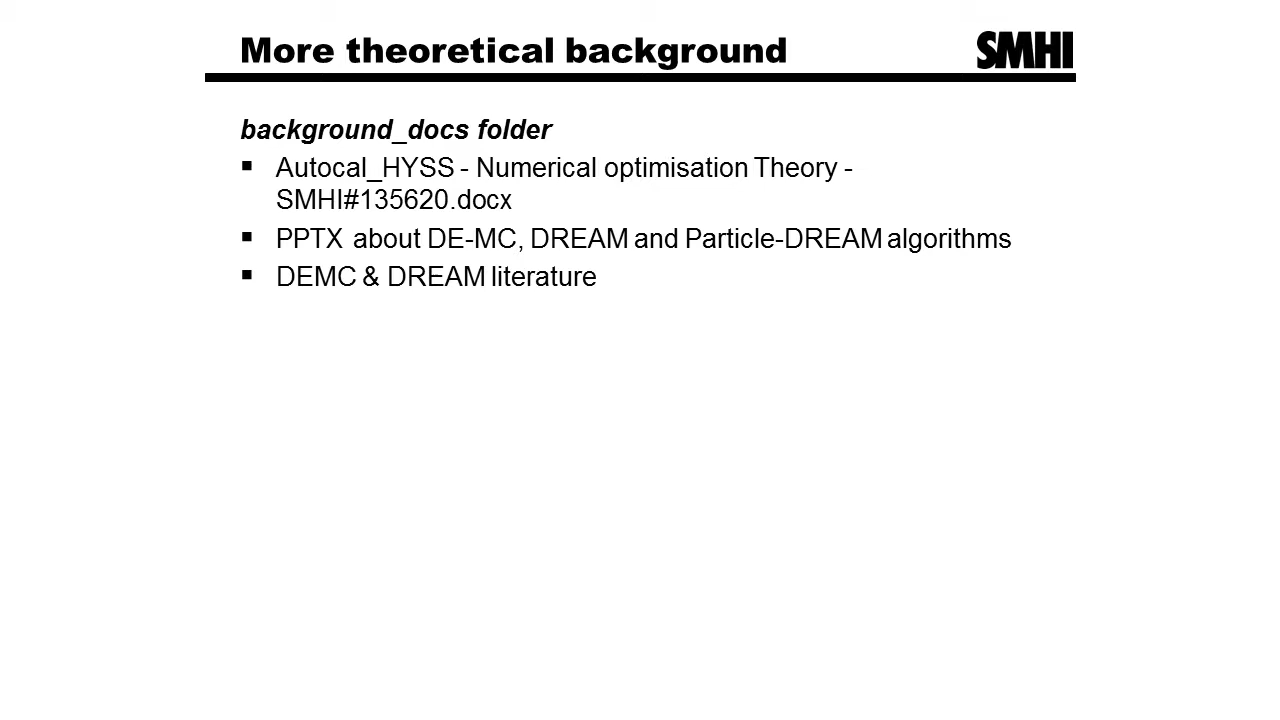 More theoretical background
SMHI
background_docs folder
▪ Autocal_HYSS - Numerical optimisation Theory -
SMHI#135620.docx
▪ PPTX about DE-MC, DREAM and Particle-DREAM algorithms
▪ DEMC & DREAM literature